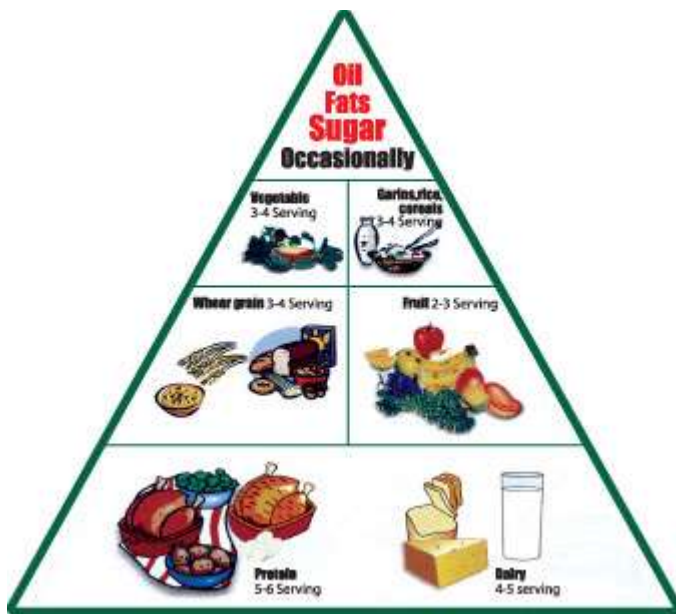 Oil
Fats
Sugar
Occasionally
Vegetable
3-4 Serving
Garins,rice,
cereals
3-4 Serving
Wheer grain 3-4 Serving
Fruit 2-3 Serving
Protein
5-6 Serving
Dairy
4-5 serving